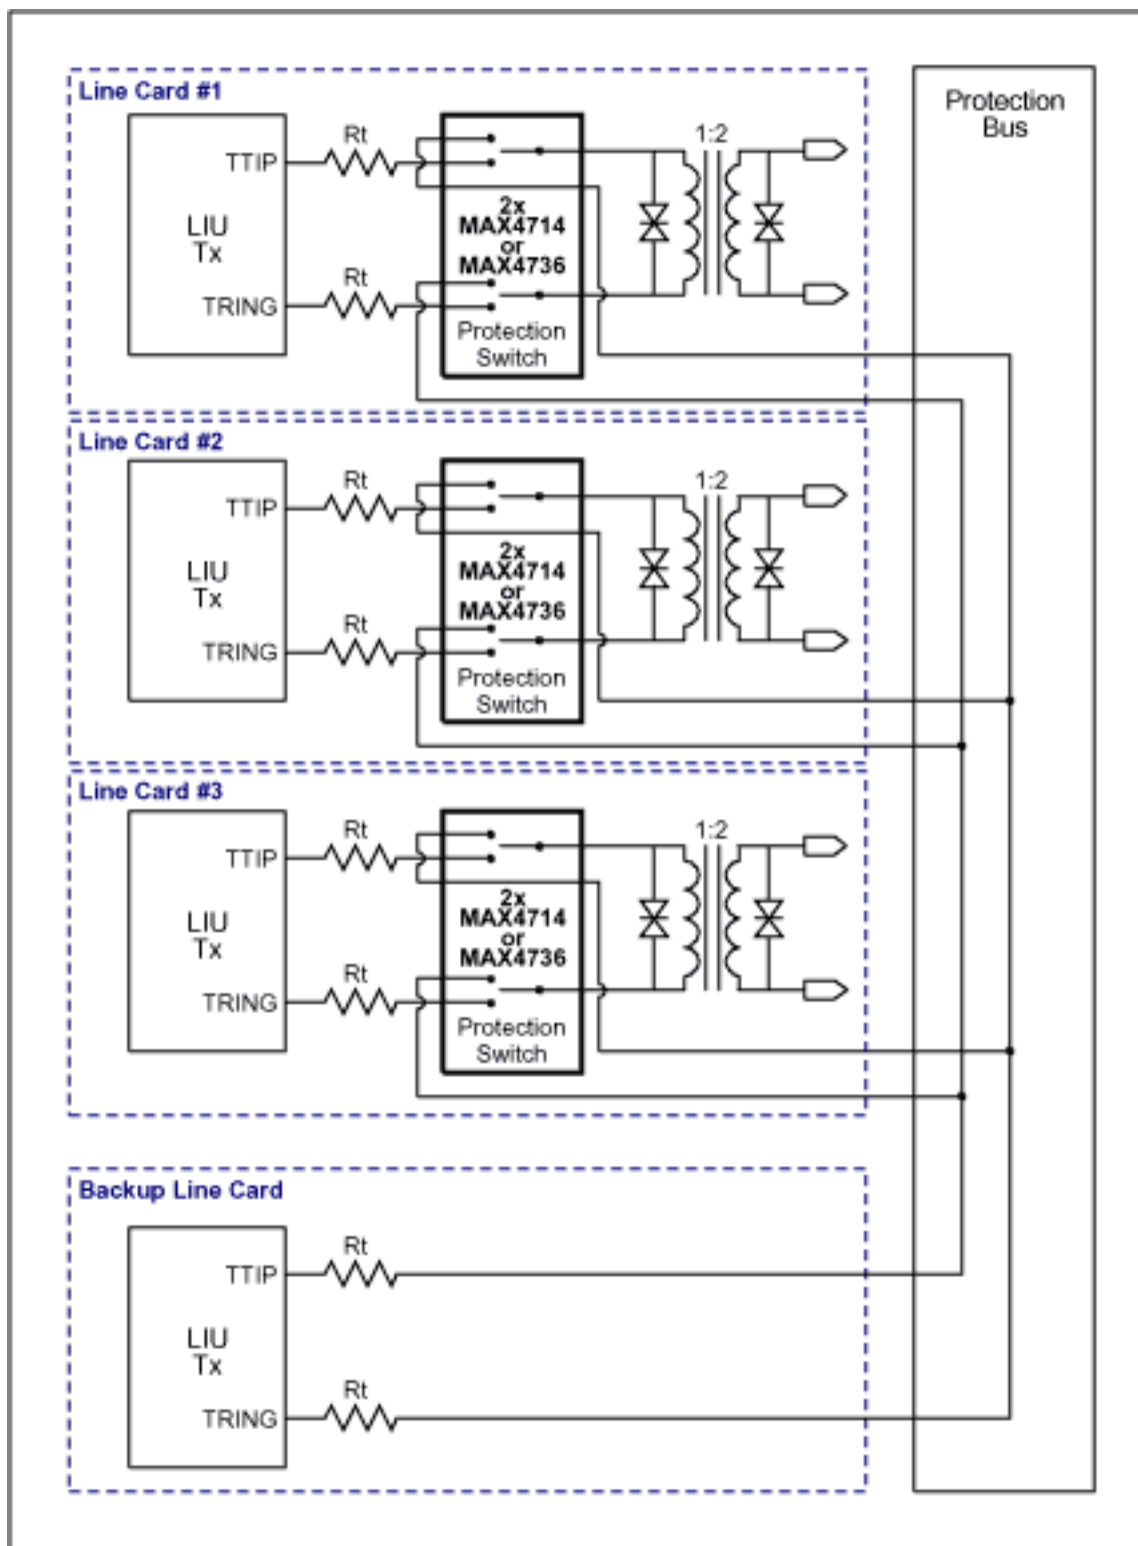 Line Card #1
Protection
Bus
Rt
1:2
TTIP
2x
MAX4714
or
MAX4736
LIU
Tx
Rt
TRING
Protection
Switch
Line Card #2
Rt
1:2
TTIP
2x
MAX4714
or
MAX4736
LIU
Tx
Rt
TRING
Protection
Switch
Line Card #3
Rt
1:2
TTIP
2x
MAX4714
or
MAX4736
LIU
Tx
Rt
TRING
Protection
Switch
Backup Line Card
Rt
TTIP
LIU
Tx
Rt
TRING